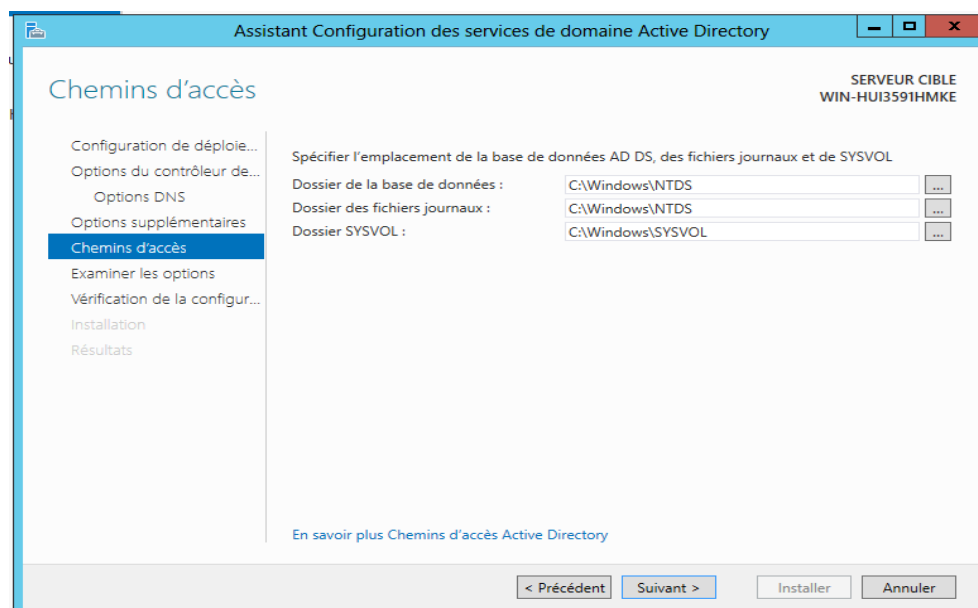 Assistant Configuration des services de domaine Active Directory
Chemins d'accès
SERVEUR CIBLE
WIN-HUI3591HMKE
Configuration de déploie...
Options du contrôleur de...
Options DNS
Options supplémentaires
Chemins d'accès
Examiner les options
Vérification de la configur...
Installation
Résultats
Spécifier l'emplacement de la base de données AD DS, des fichiers journaux et de SYSVOL
Dossier de la base de données : C:\Windows\NTDS ...
Dossier des fichiers journaux : C:\Windows\NTDS ...
Dossier SYSVOL : C:\Windows\SYSVOL ...
En savoir plus Chemins d'accès Active Directory
< Précédent Suivant > Installer Annuler